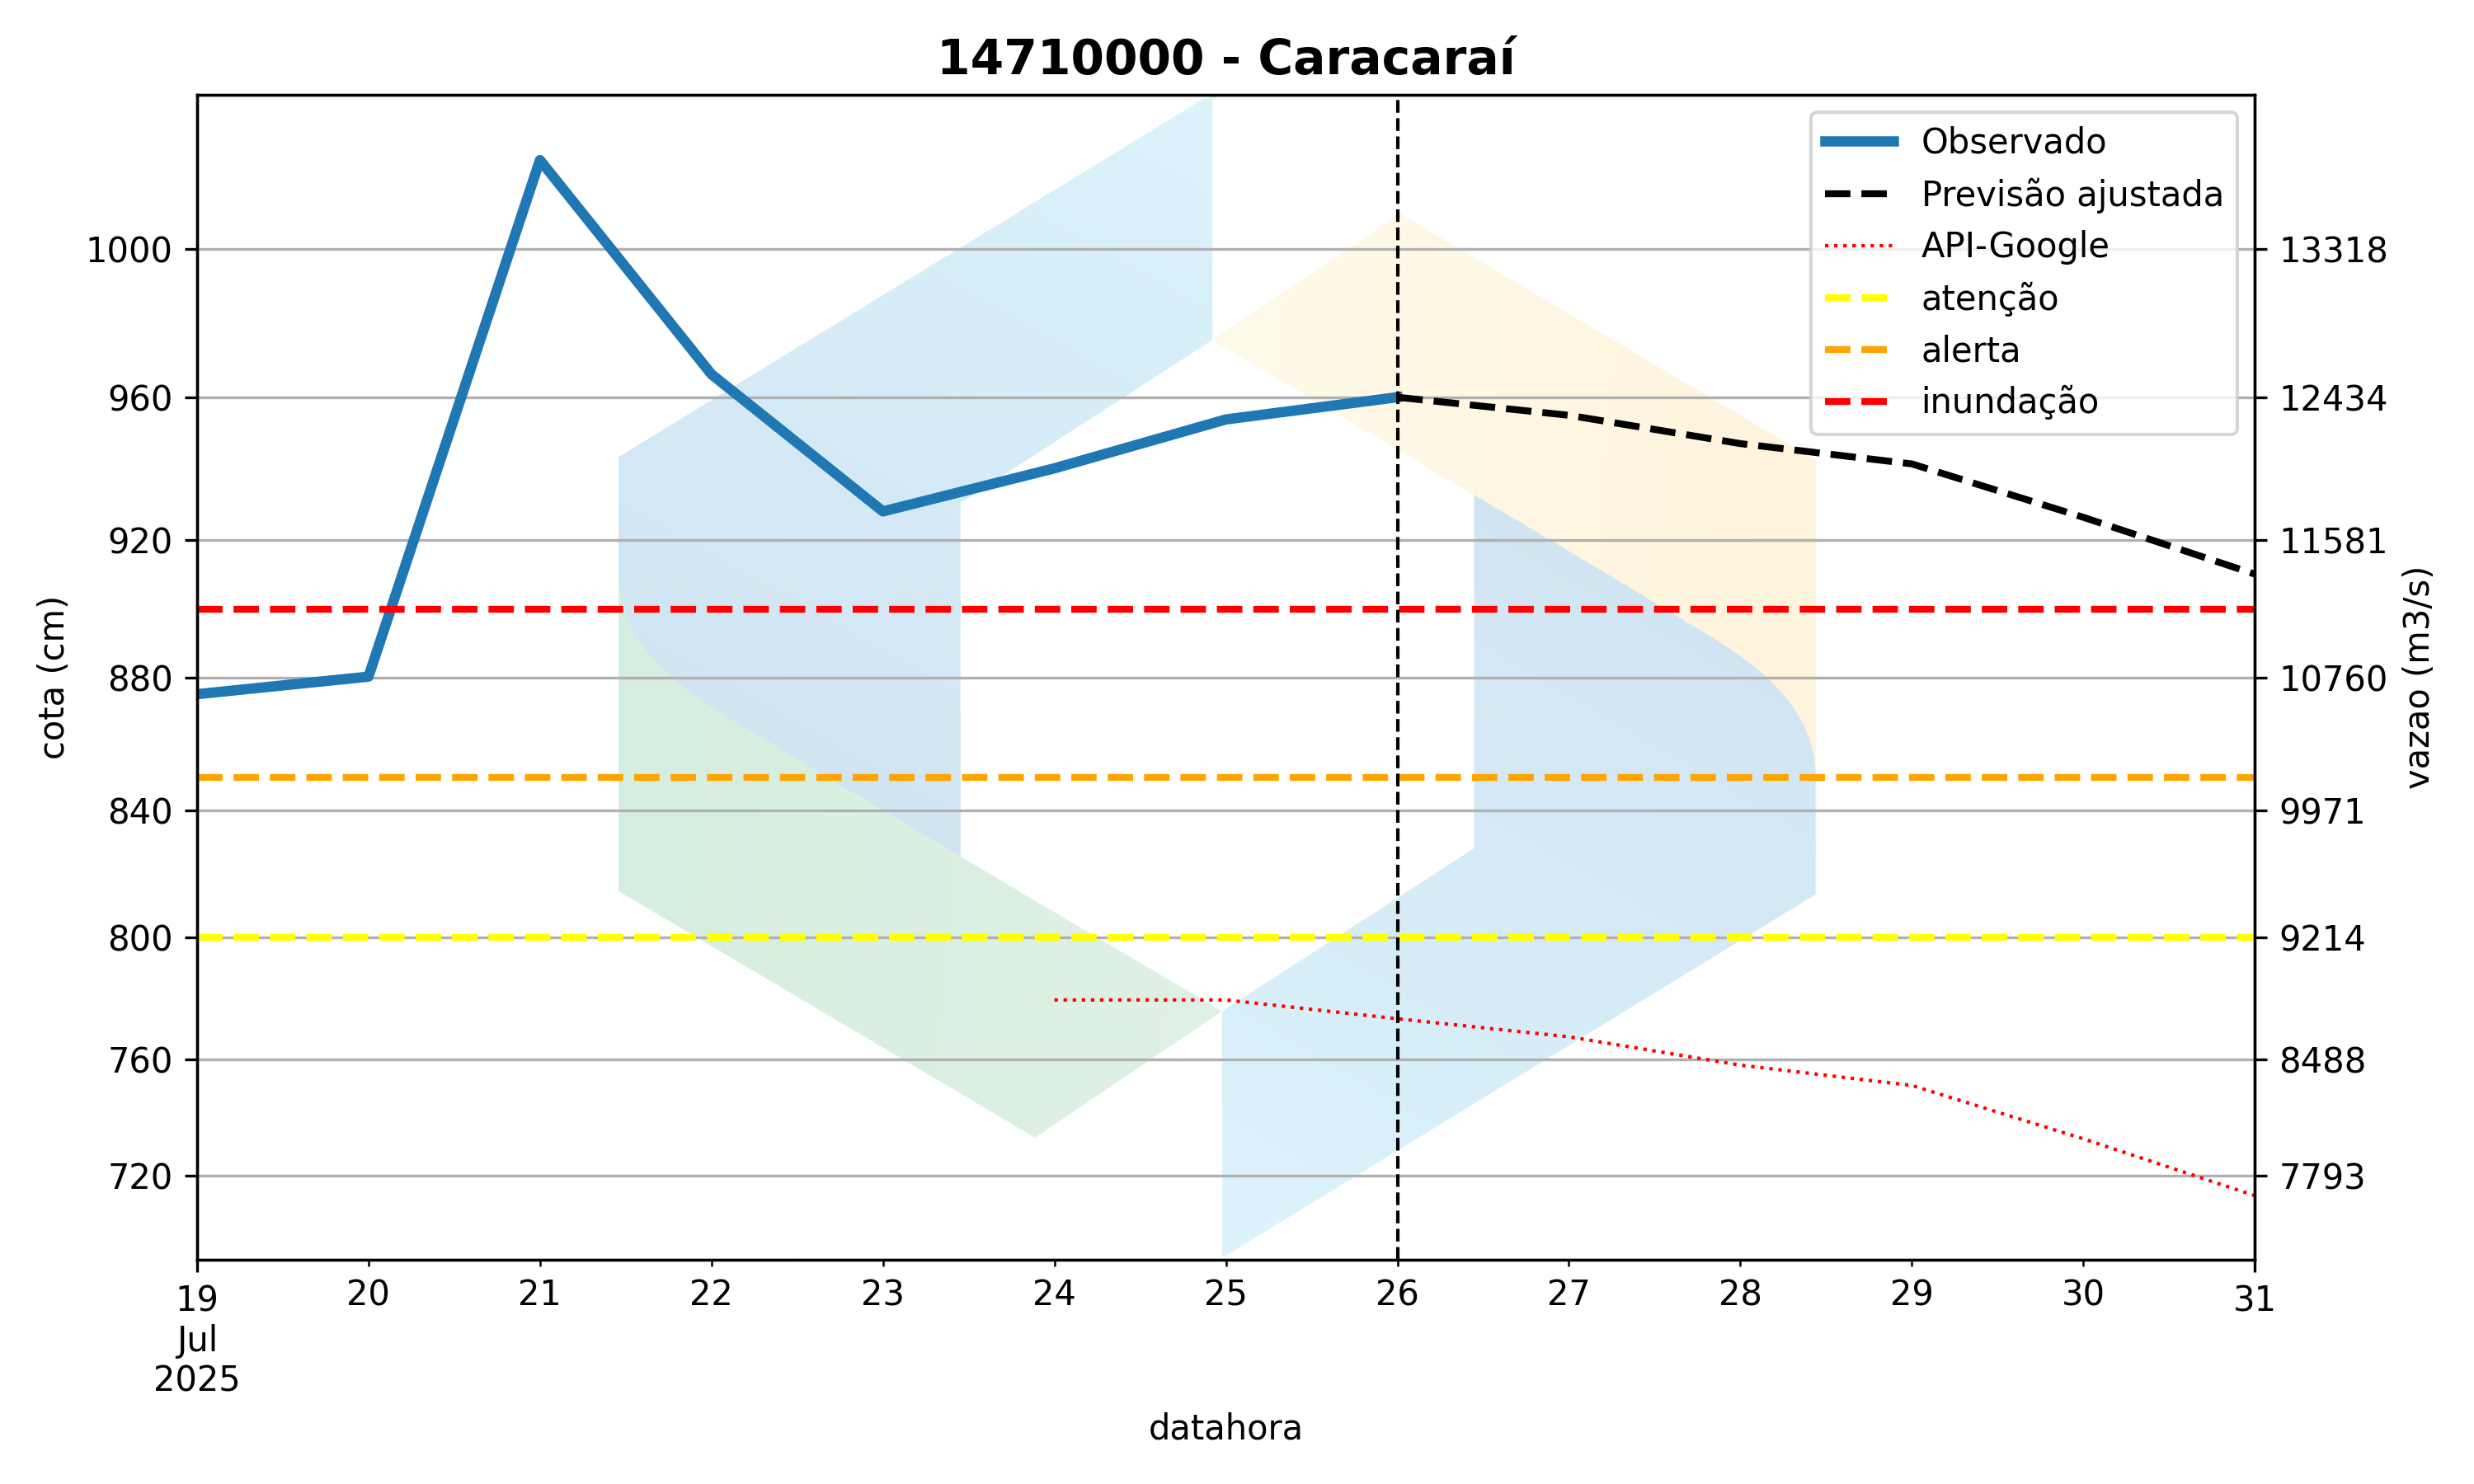 14710000 - Caracaraí
Observado
Previsão ajustada
API-Google
atenção
alerta
inundação
1000
960
920
880
840
800
760
720
cota (cm)
13318
12434
11581
10760
9971
9214
8488
7793
vazao (m3/s)
19
Jul
2025
20
21
22
23
24
25
26
27
28
29
30
31
datahora